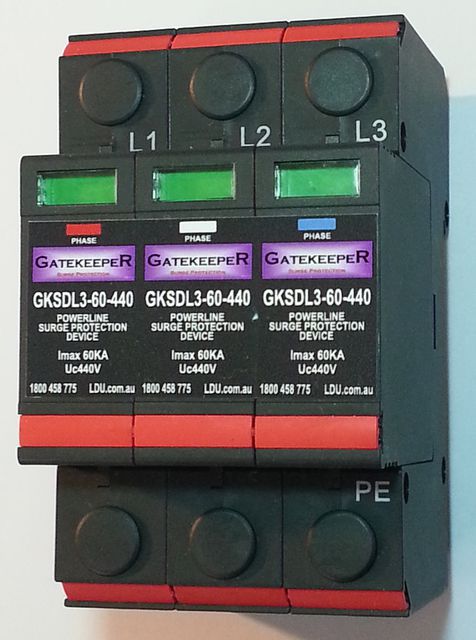 L1 L2 L3
PHASE PHASE PHASE
GATEKEEPER GATEKEEPER GATEKEEPER
SURGE PROTECTION SURGE PROTECTION SURGE PROTECTION
GKSDL3-60-440 GKSDL3-60-440 GKSDL3-60-440
POWERLINE POWERLINE POWERLINE
SURGE PROTECTION SURGE PROTECTION SURGE PROTECTION
DEVICE DEVICE DEVICE
Imax 60KA Imax 60KA Imax 60KA
Uc440V Uc440V Uc440V
1800 458 775 LDU.com.au 1800 458 775 LDU.com.au 1800 458 775 LDU.com.au
PE